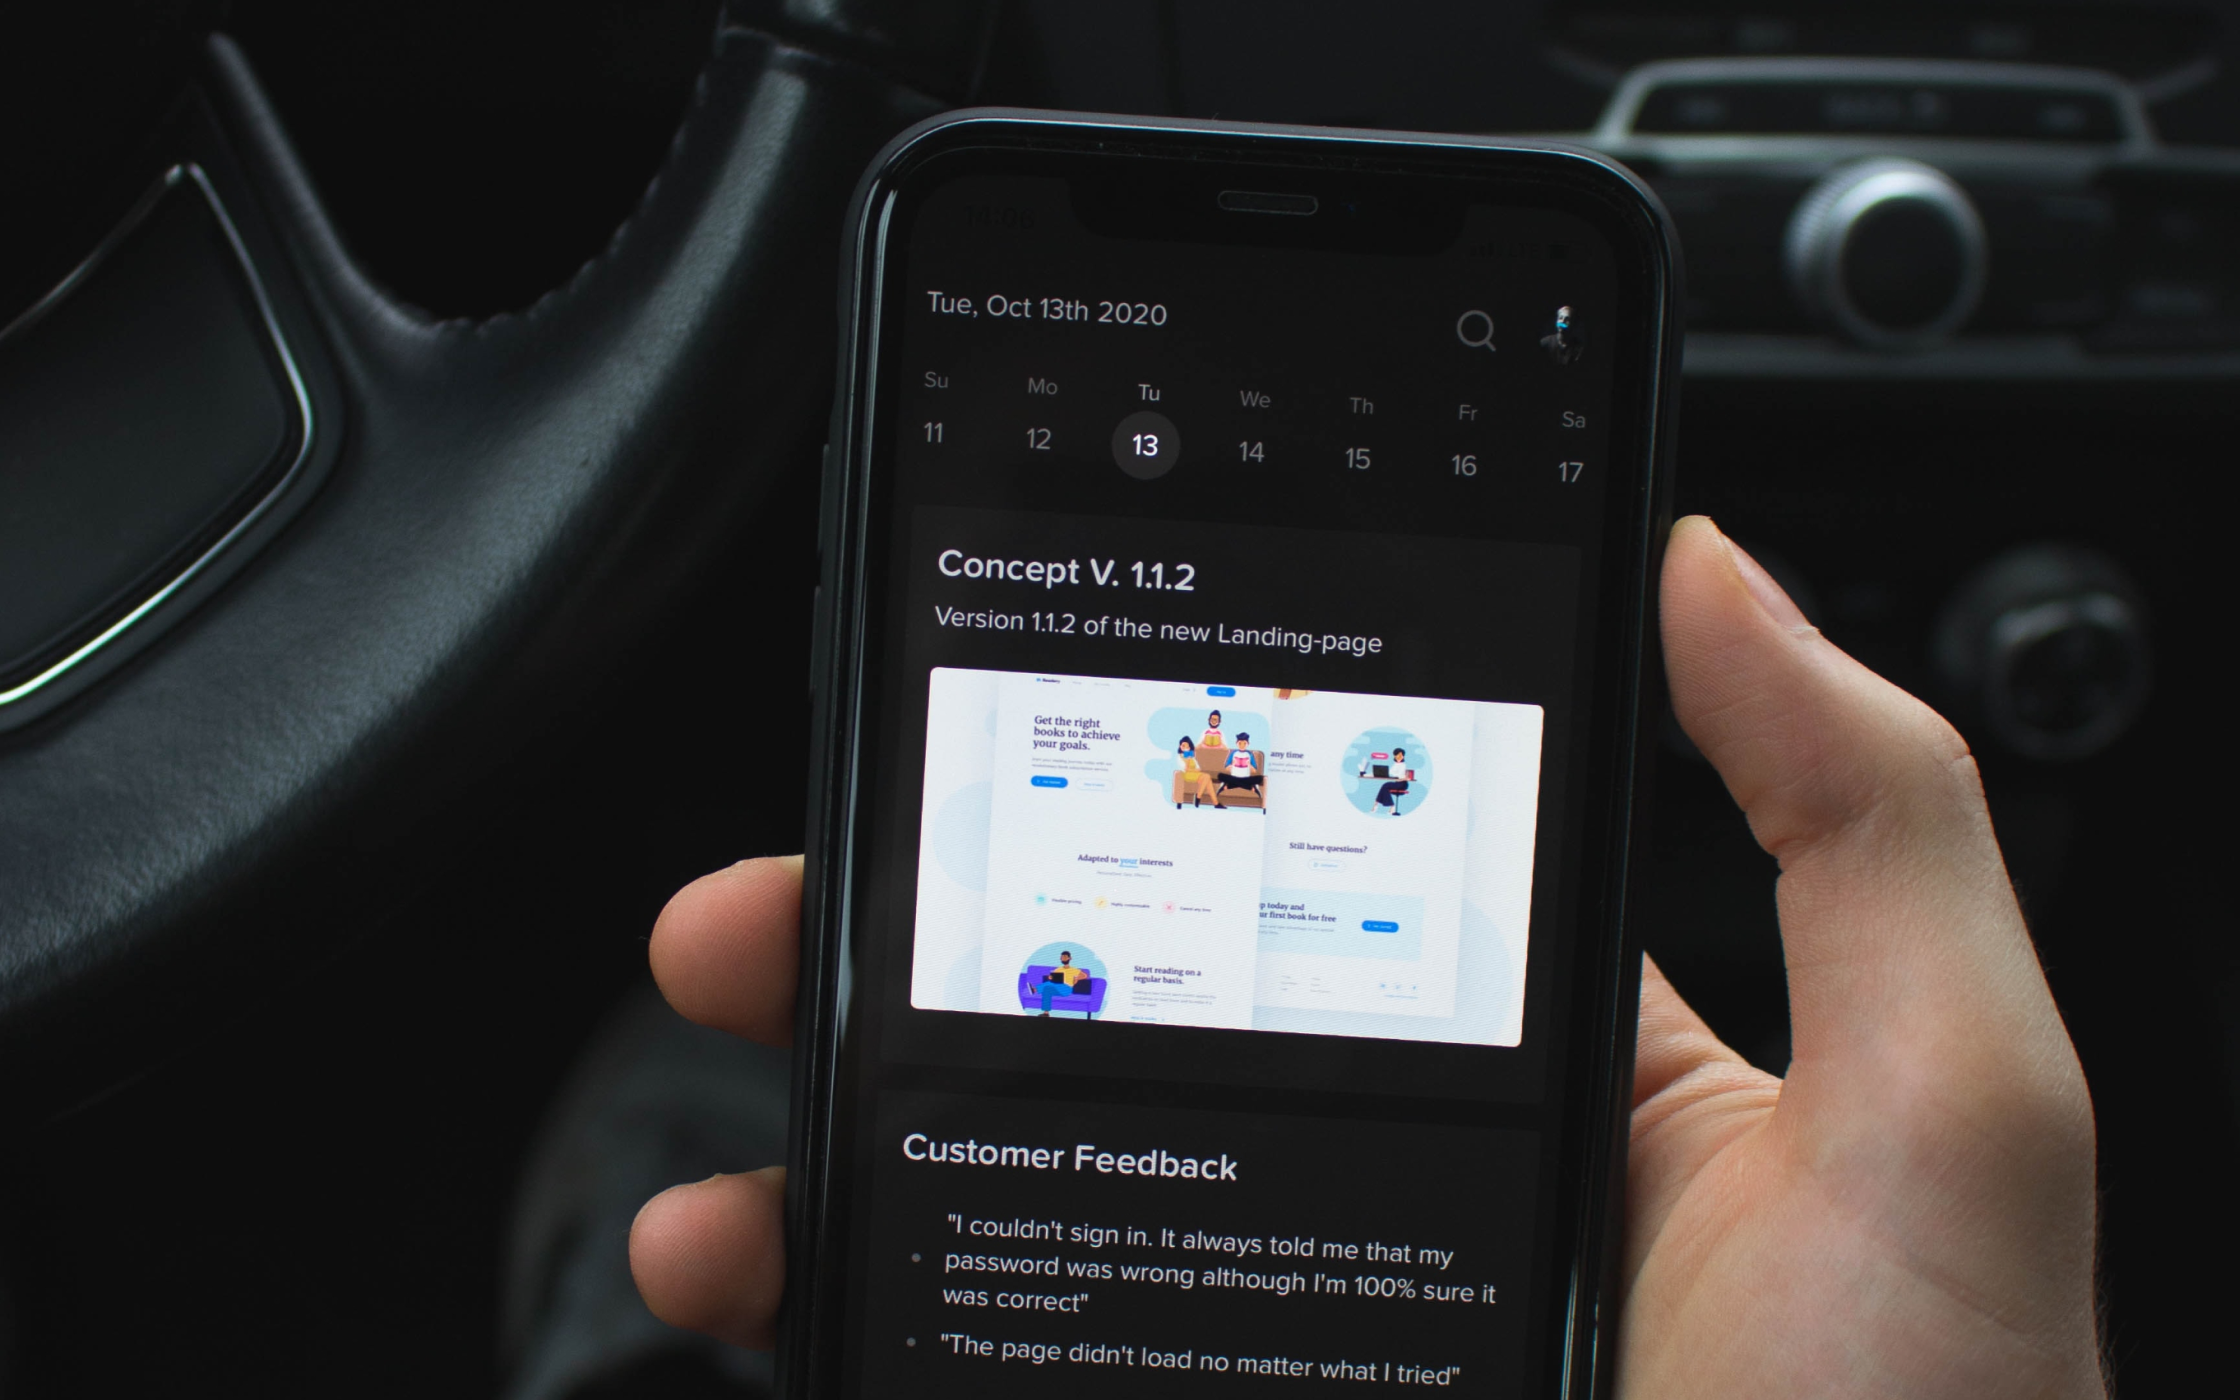 14:06
Tue, Oct 13th 2020
Su Mo Tu We Th Fr Sa
11 12 13 14 15 16 17
Concept V. 1.1.2
Version 1.1.2 of the new Landing-page
Get the right
books to achieve
your goals.
any time
Still have questions?
Adapted to your interests
p today and
ur first book for free
Start reading on a
regular basis.
Customer Feedback
"I couldn't sign in. It always told me that my
password was wrong although I'm 100% sure it
was correct"
"The page didn't load no matter what I tried"